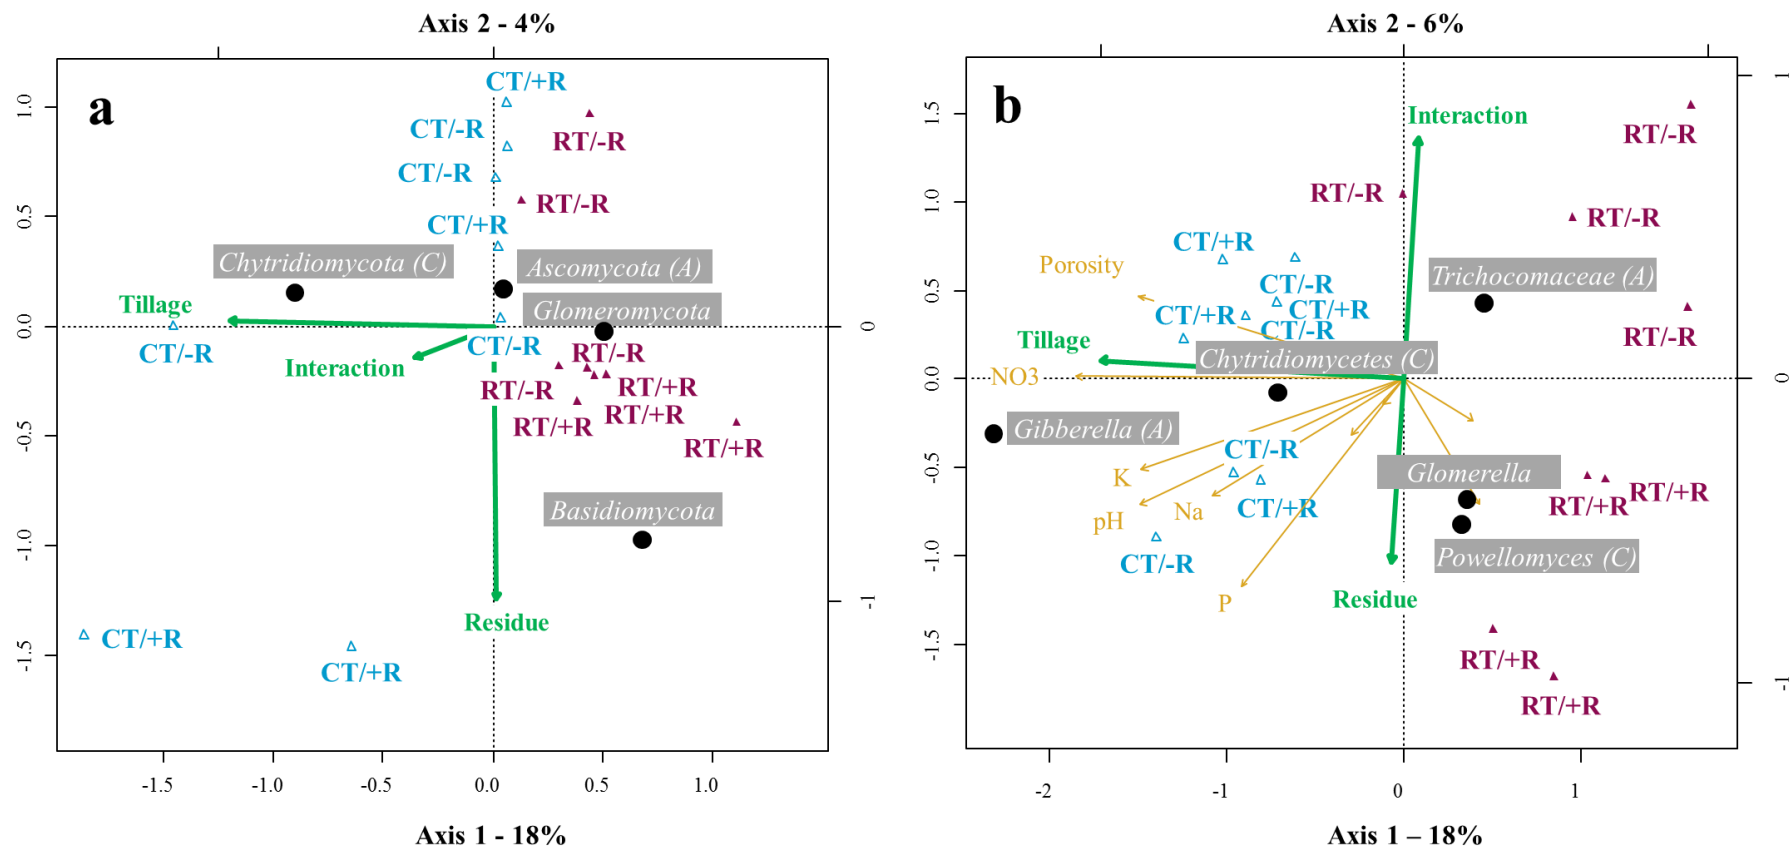 Axis 2 - 4%
a
CT/+R
CT/-R
RT/-R
CT/-R
RT/-R
CT/+R
Chytridiomycota (C)
Ascomycota (A)
Glomeromycota
Tillage
CT/-R
CT/-R
RT/-R
Interaction
RT/-R
RT/+R
RT/+R
RT/+R
RT/+R
Basidiomycota
Residue
CT/+R
CT/+R
1.0
0.5
0.0
-0.5
-1.0
-1.5
0
-1
-1.5
-1.0
-0.5
0.0
0.5
1.0
Axis 1 - 18%
Axis 2 - 6%
b
Interaction
RT/-R
RT/-R
RT/-R
CT/+R
Porosity
CT/-R
Trichocomaceae (A)
CT/+R
CT/+R
CT/-R
RT/-R
Tillage
Chytridiomycetes (C)
NO3
Gibberella (A)
CT/-R
K
Glomerella
pH
Na
CT/+R
RT/+R
RT/+R
CT/-R
Powellomyces (C)
P
Residue
RT/+R
RT/+R
1.5
1.0
0.5
0.0
-0.5
-1.0
-1.5
1
0
-1
-2
-1
0
1
Axis 1 – 18%